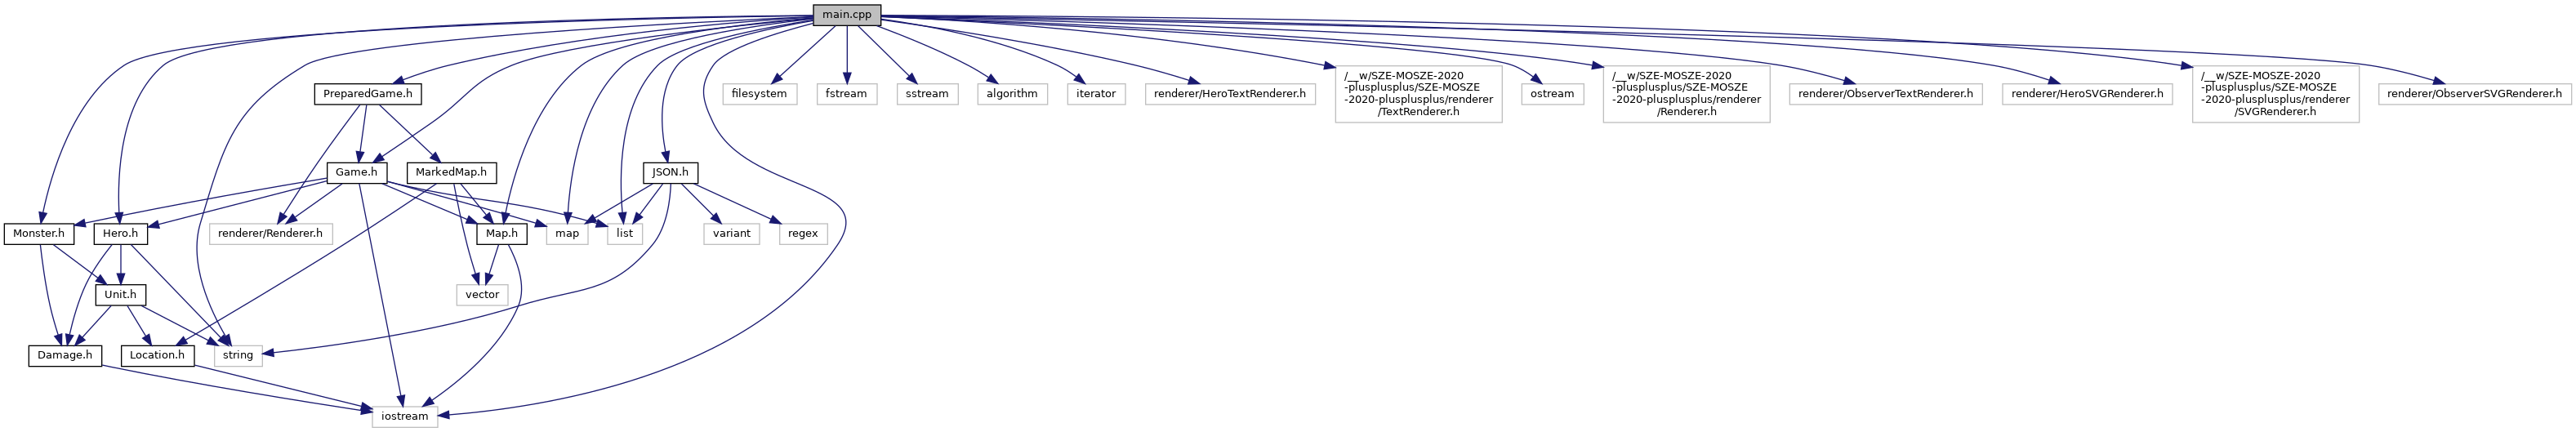 main.cpp
PreparedGame.h
filesystem
fstream
sstream
algorithm
iterator
renderer/HeroTextRenderer.h
/__w/SZE-MOSZE-2020
-plusplusplus/SZE-MOSZE
-2020-plusplusplus/renderer
/TextRenderer.h
ostream
/__w/SZE-MOSZE-2020
-plusplusplus/SZE-MOSZE
-2020-plusplusplus/renderer
/Renderer.h
renderer/ObserverTextRenderer.h
renderer/HeroSVGRenderer.h
/__w/SZE-MOSZE-2020
-plusplusplus/SZE-MOSZE
-2020-plusplusplus/renderer
/SVGRenderer.h
renderer/ObserverSVGRenderer.h
Game.h
MarkedMap.h
JSON.h
Monster.h
Hero.h
renderer/Renderer.h
Map.h
map
list
variant
regex
Unit.h
vector
Damage.h
Location.h
string
iostream